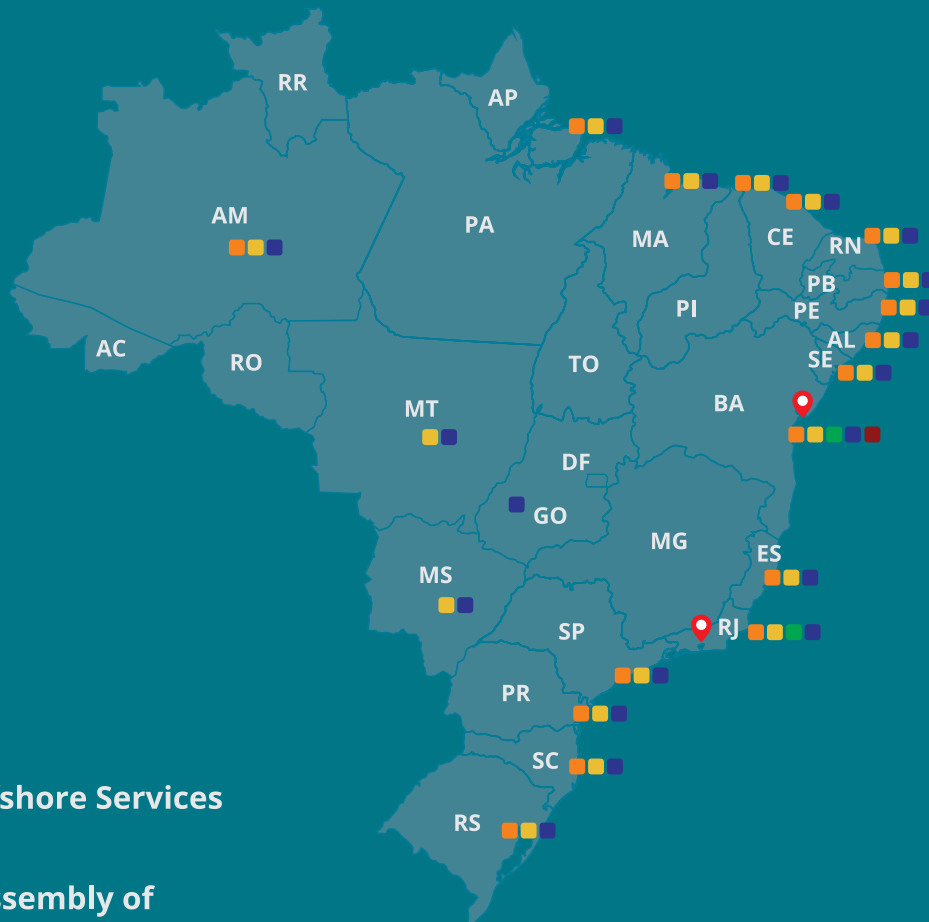 RR
AP
AM
PA
MA
CE
RN
PB
PE
PI
AL
SE
AC
RO
TO
BA
MT
DF
GO
MG
ES
MS
SP
RJ
PR
SC
RS
shore Services
sembly of